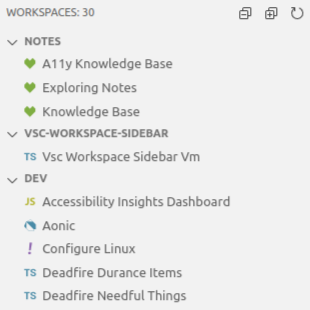 WORKSPACES: 30
NOTES
A11y Knowledge Base
Exploring Notes
Knowledge Base
VSC-WORKSPACE-SIDEBAR
TS Vsc Workspace Sidebar Vm
DEV
JS Accessibility Insights Dashboard
Aonic
! Configure Linux
TS Deadfire Durance Items
TS Deadfire Needful Things